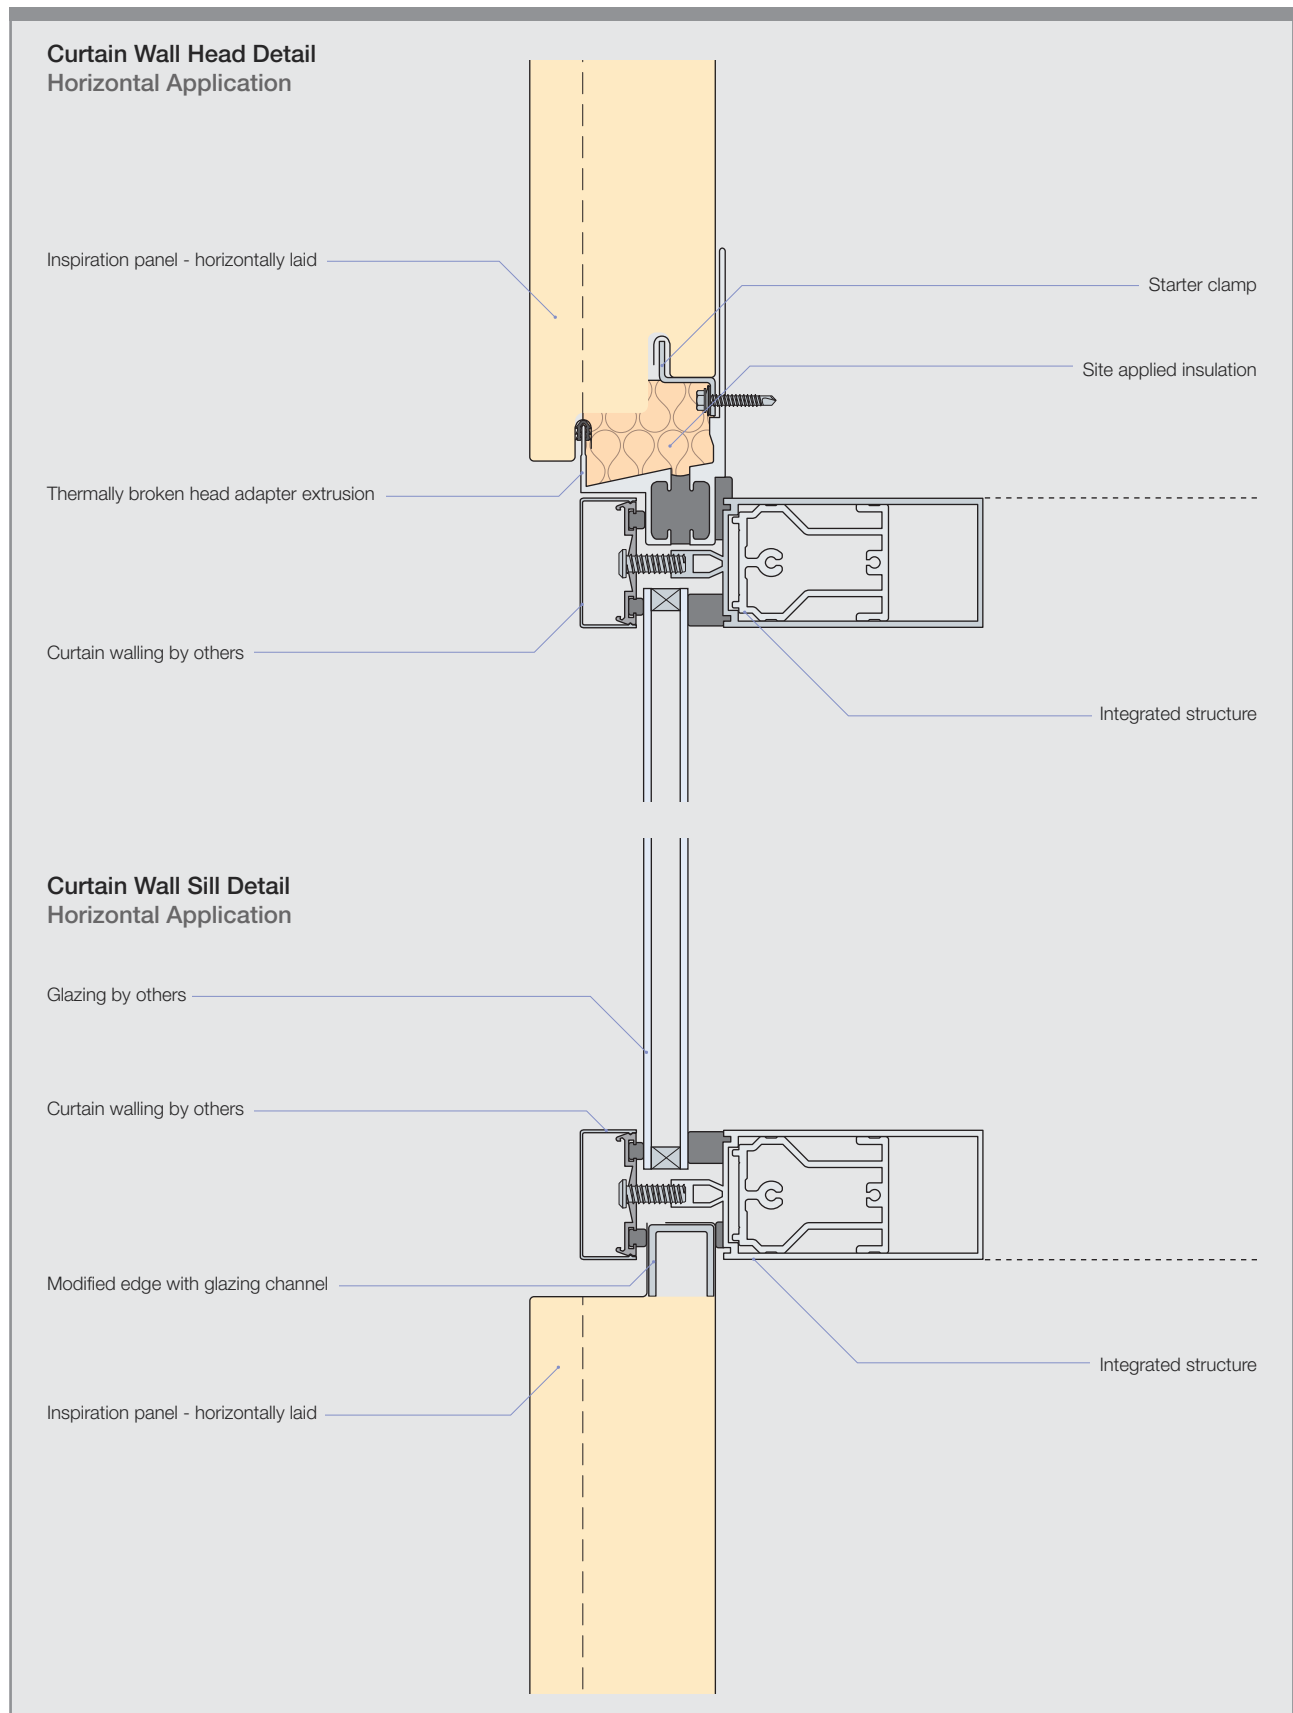 Curtain Wall Head Detail
Horizontal Application
Inspiration panel - horizontally laid
Starter clamp
Site applied insulation
Thermally broken head adapter extrusion
Curtain walling by others
Integrated structure
Curtain Wall Sill Detail
Horizontal Application
Glazing by others
Curtain walling by others
Modified edge with glazing channel
Integrated structure
Inspiration panel - horizontally laid